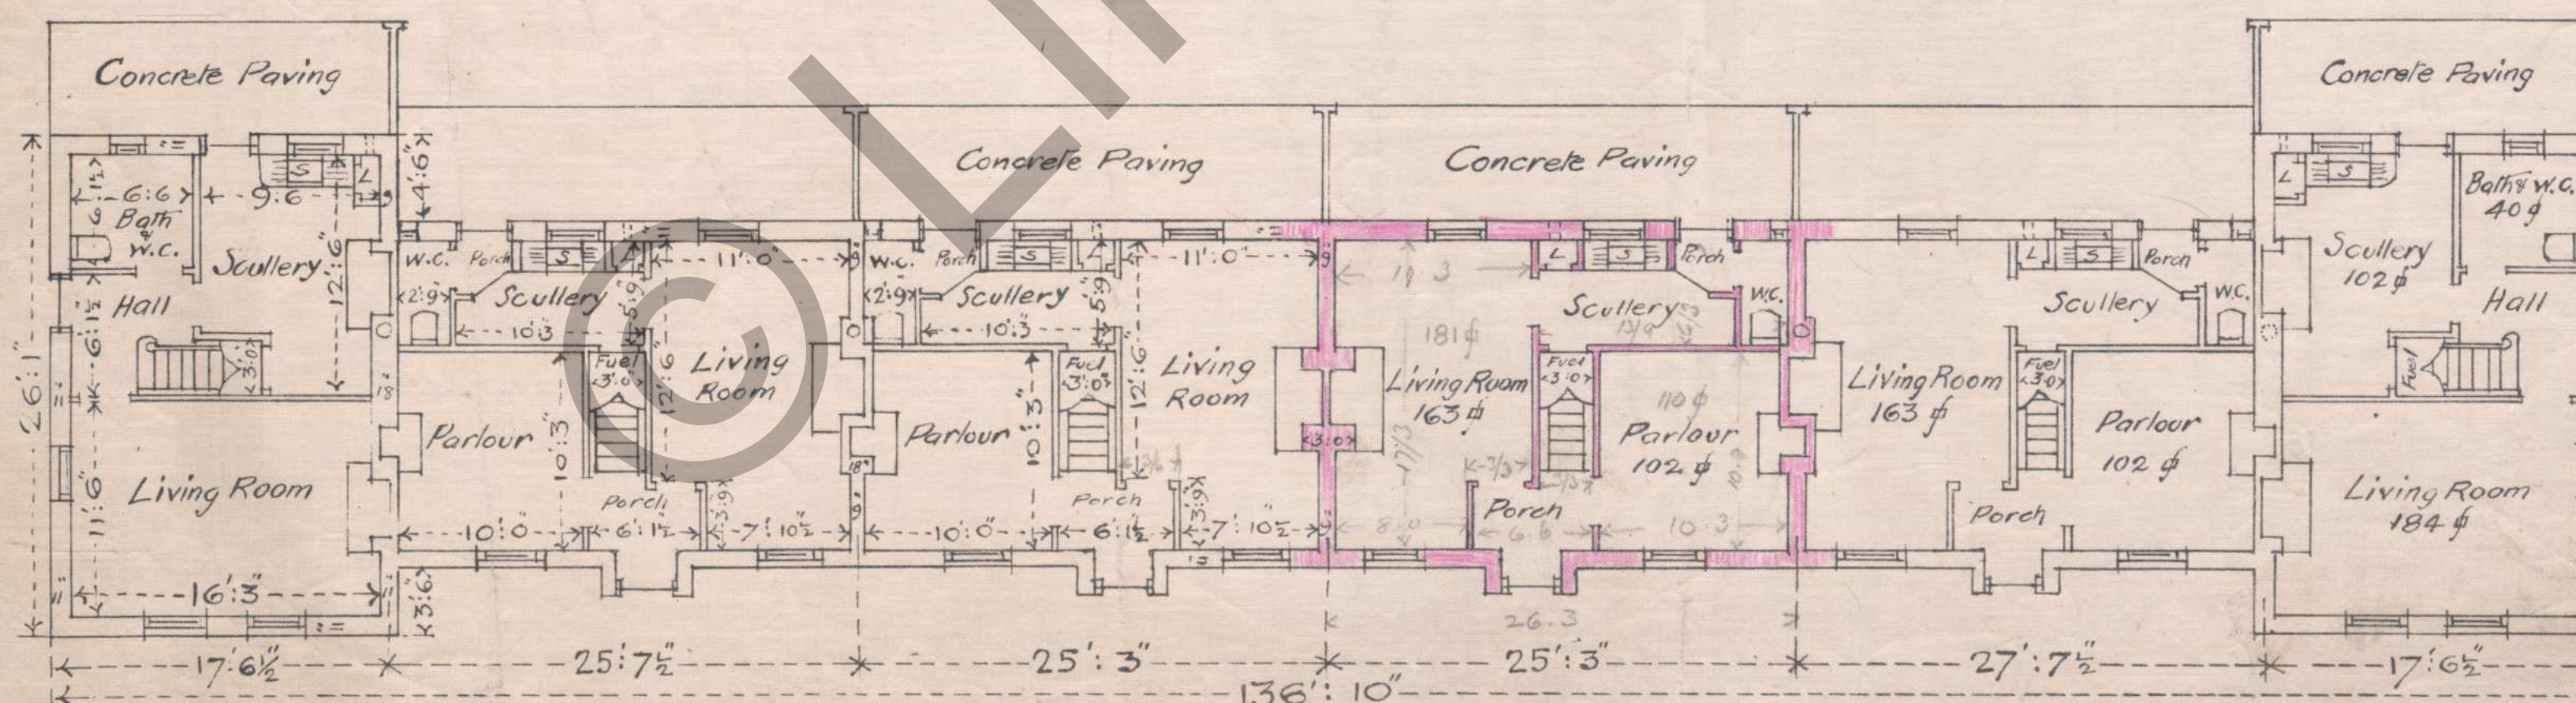 Concrete Paving
Concrete Paving
Concrete Paving
Concrete Paving
© LI
6'.6
9'.6
S
L
Bath & W.C.
Scullery
12'.6"
4'.6"
Hall
6'.1½"
3'.0
18
26'.1"
11'.6"
Living Room
16'.3"
3'.6"
W.C.
Porch
S
L
11'.0"
9
2'.9
Scullery
5'.9
10'.3
Fuel
3'.0
12'.6
Living Room
Parlour
10'.3"
Porch
10'.0"
6'.1½
3'.9
7'.10½
W.C.
Porch
S
L
11'.0"
9
2'.9
Scullery
5'.9
10'.3"
Fuel
3'.0
12'.6"
Living Room
Parlour
10'.3"
18"
Porch
10'.0"
6'.1½
3'.9
7'.10½
11.3
181 ф
Living Room
163 ф
17/3
3'.0
L
S
Porch
Scullery
W.C.
Fuel
3'.0
110 ф
Parlour
102 ф
Porch
8.0
6.6
10.3
26.3
L
S
Porch
Scullery
W.C.
Living Room
163 ф
Fuel
3.0
Parlour
102 ф
Porch
L
S
Bath & W.C.
40 ф
Scullery
102 ф
Hall
Fuel
Living Room
184 ф
17'.6½
25'.7½"
25'.3"
25'.3"
27'.7½"
17'.6½"
136'.10"